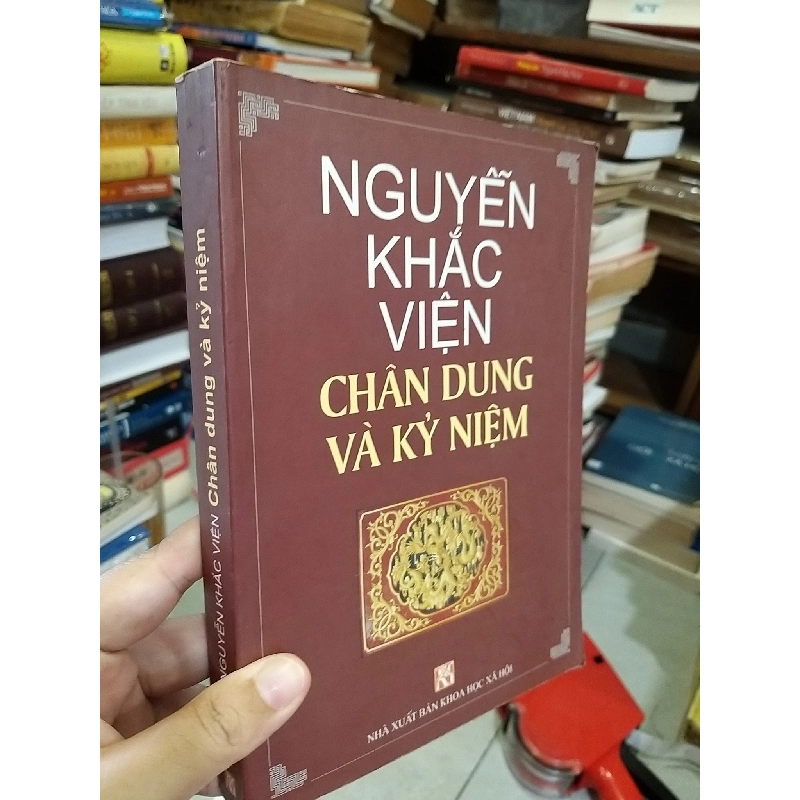 NGUYỄN
KHẮC
VIỆN
CHÂN DUNG
VÀ KỶ NIỆM
NHÀ XUẤT BẢN KHOA HỌC XÃ HỘI
NGUYỄN KHẮC VIỆN Chân dung và kỷ niệm
ACT